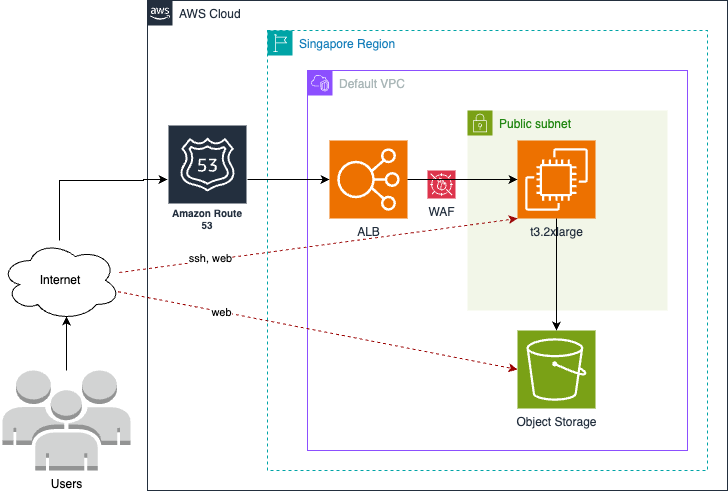 aws
AWS Cloud
Singapore Region
Default VPC
Public subnet
53
Amazon Route
53
ALB
WAF
t3.2xlarge
ssh, web
Internet
web
Object Storage
Users